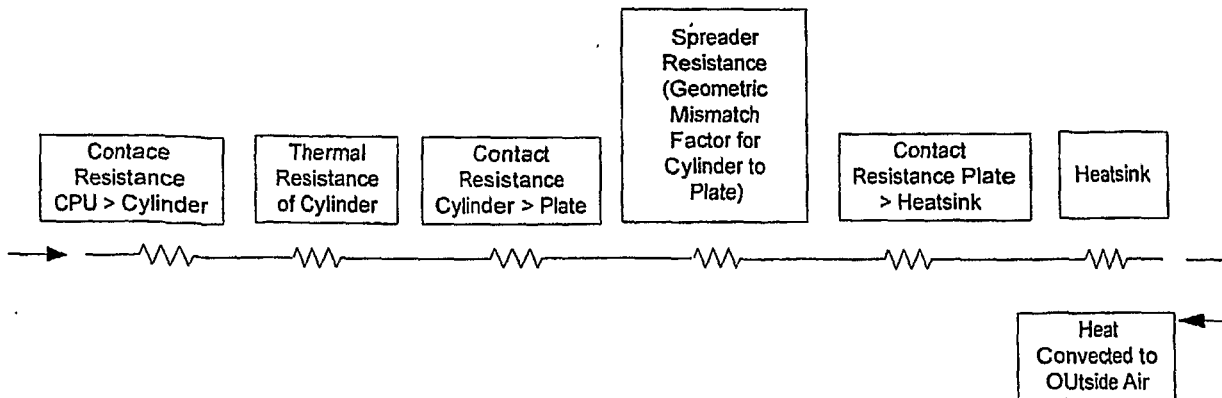 Contace
Resistance
CPU > Cylinder
Thermal
Resistance
of Cylinder
Contact
Resistance
Cylinder > Plate
Spreader
Resistance
(Geometric
Mismatch
Factor for
Cylinder to
Plate)
Contact
Resistance Plate
> Heatsink
Heatsink
Heat
Convected to
OUtside Air